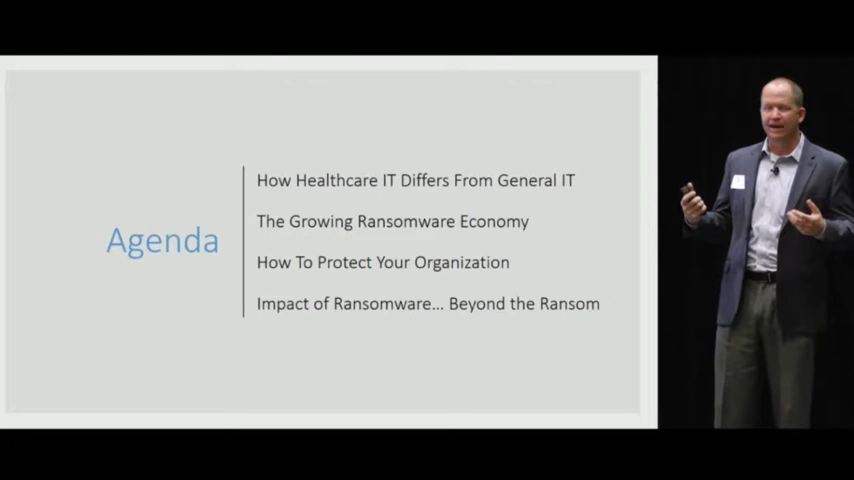 Agenda
How Healthcare IT Differs From General IT
The Growing Ransomware Economy
How To Protect Your Organization
Impact of Ransomware... Beyond the Ransom